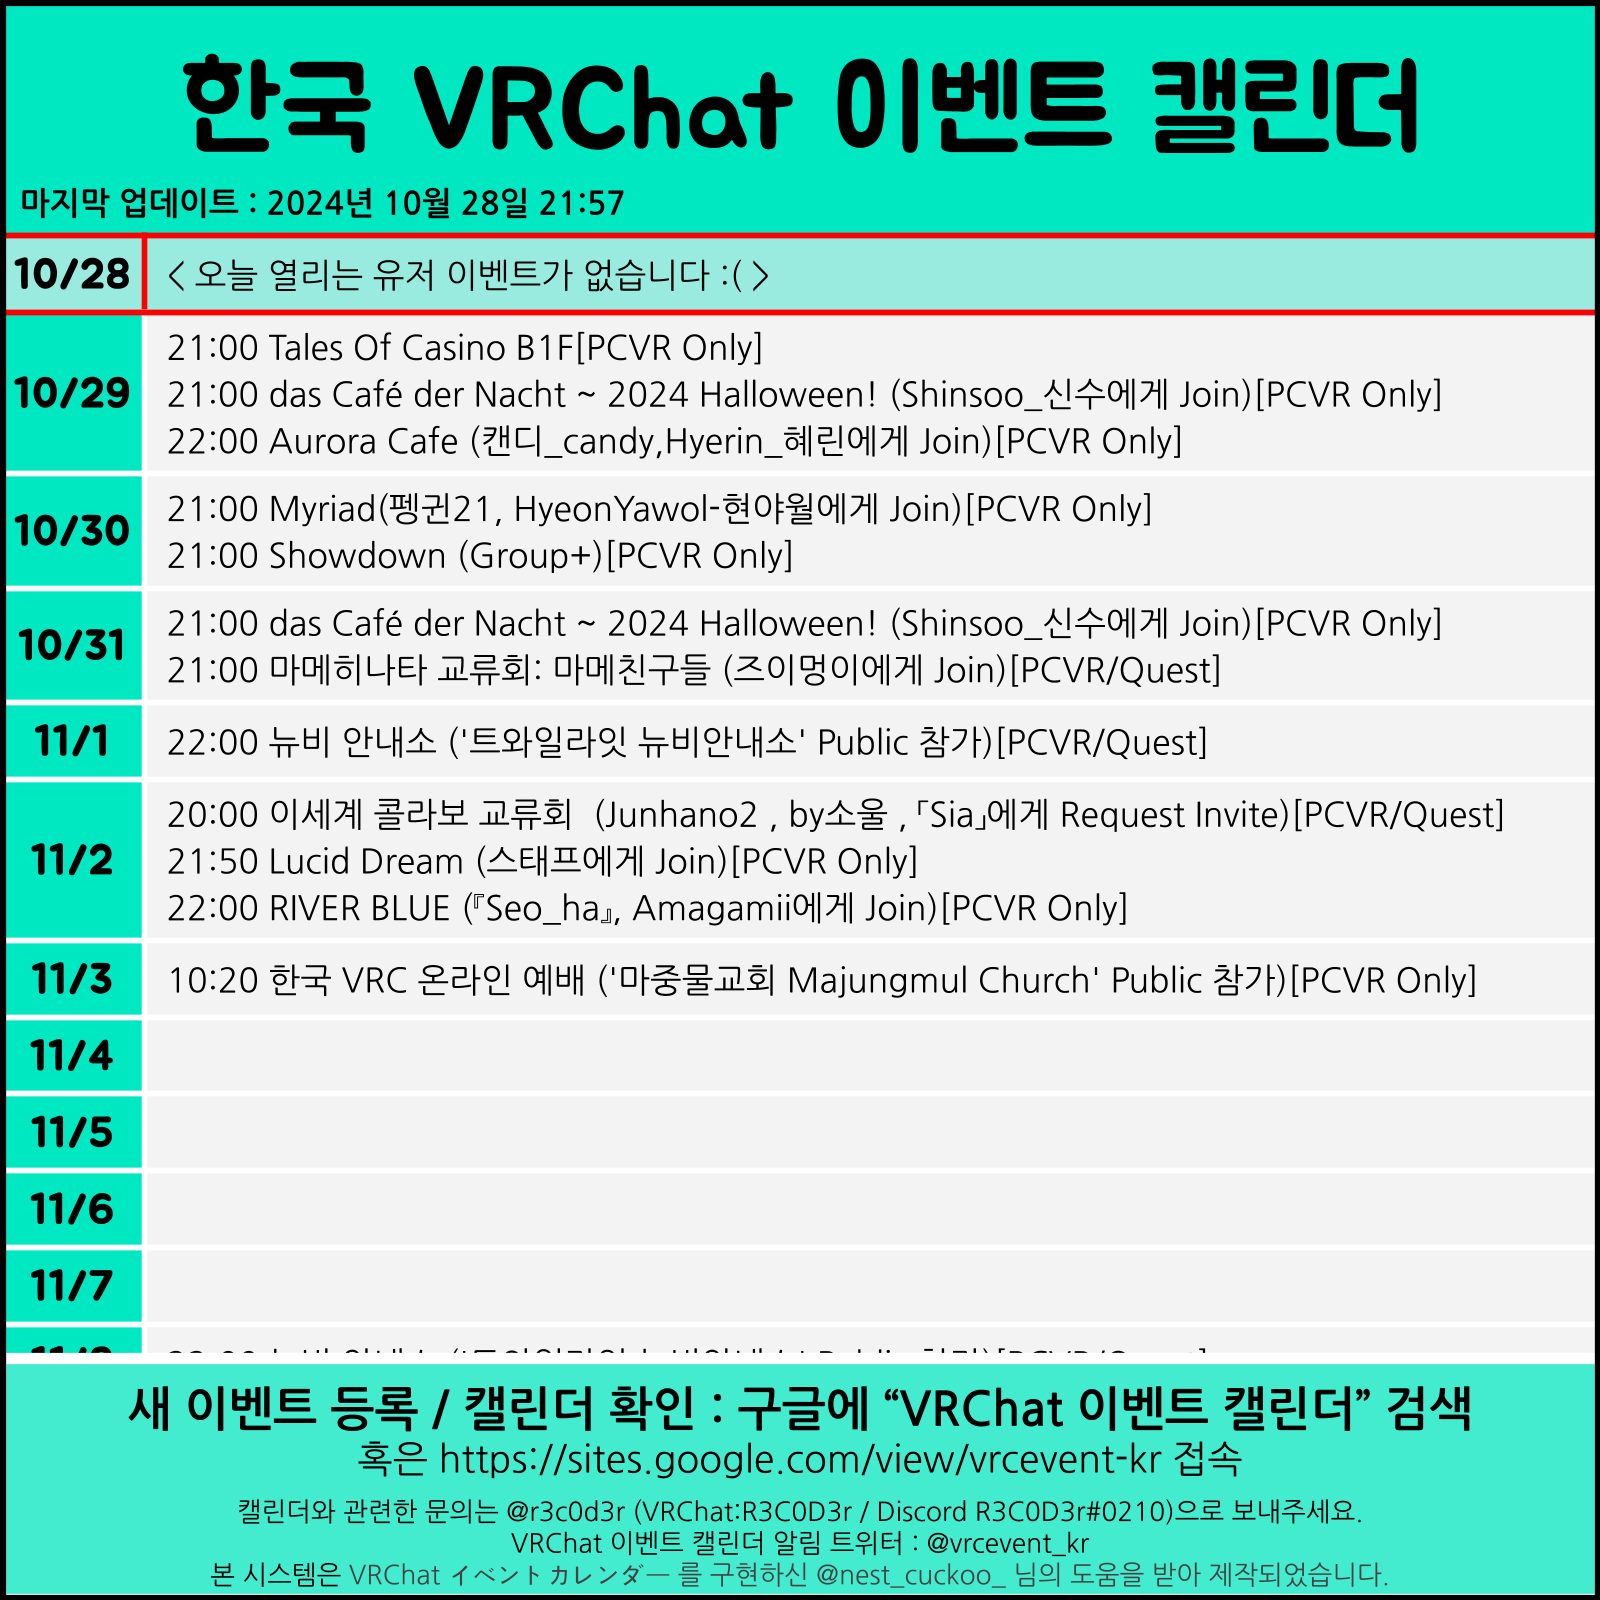 한국 VRChat 이벤트 캘린더
마지막 업데이트 : 2024년 10월 28일 21:57
10/28 < 오늘 열리는 유저 이벤트가 없습니다 :( >
10/29
21:00 Tales Of Casino B1F[PCVR Only]
21:00 das Café der Nacht ~ 2024 Halloween! (Shinsoo_신수에게 Join)[PCVR Only]
22:00 Aurora Cafe (캔디_candy,Hyerin_혜린에게 Join)[PCVR Only]
10/30
21:00 Myriad(펭귄21, HyeonYawol-현야월에게 Join)[PCVR Only]
21:00 Showdown (Group+)[PCVR Only]
10/31
21:00 das Café der Nacht ~ 2024 Halloween! (Shinsoo_신수에게 Join)[PCVR Only]
21:00 마메히나타 교류회: 마메친구들 (즈이멍이에게 Join)[PCVR/Quest]
11/1 22:00 뉴비 안내소 ('트와일라잇 뉴비안내소' Public 참가)[PCVR/Quest]
11/2
20:00 이세계 콜라보 교류회  (Junhano2 , by소울 , ｢Sia｣에게 Request Invite)[PCVR/Quest]
21:50 Lucid Dream (스태프에게 Join)[PCVR Only]
22:00 RIVER BLUE (『Seo_ha』, Amagamii에게 Join)[PCVR Only]
11/3 10:20 한국 VRC 온라인 예배 ('마중물교회 Majungmul Church' Public 참가)[PCVR Only]
11/4
11/5
11/6
11/7
새 이벤트 등록 / 캘린더 확인 : 구글에 “VRChat 이벤트 캘린더” 검색
혹은 https://sites.google.com/view/vrcevent-kr 접속
캘린더와 관련한 문의는 @r3c0d3r (VRChat:R3C0D3r / Discord R3C0D3r#0210)으로 보내주세요.
VRChat 이벤트 캘린더 알림 트위터 : @vrcevent_kr
본 시스템은 VRChat イベントカレンダー 를 구현하신 @nest_cuckoo_ 님의 도움을 받아 제작되었습니다.